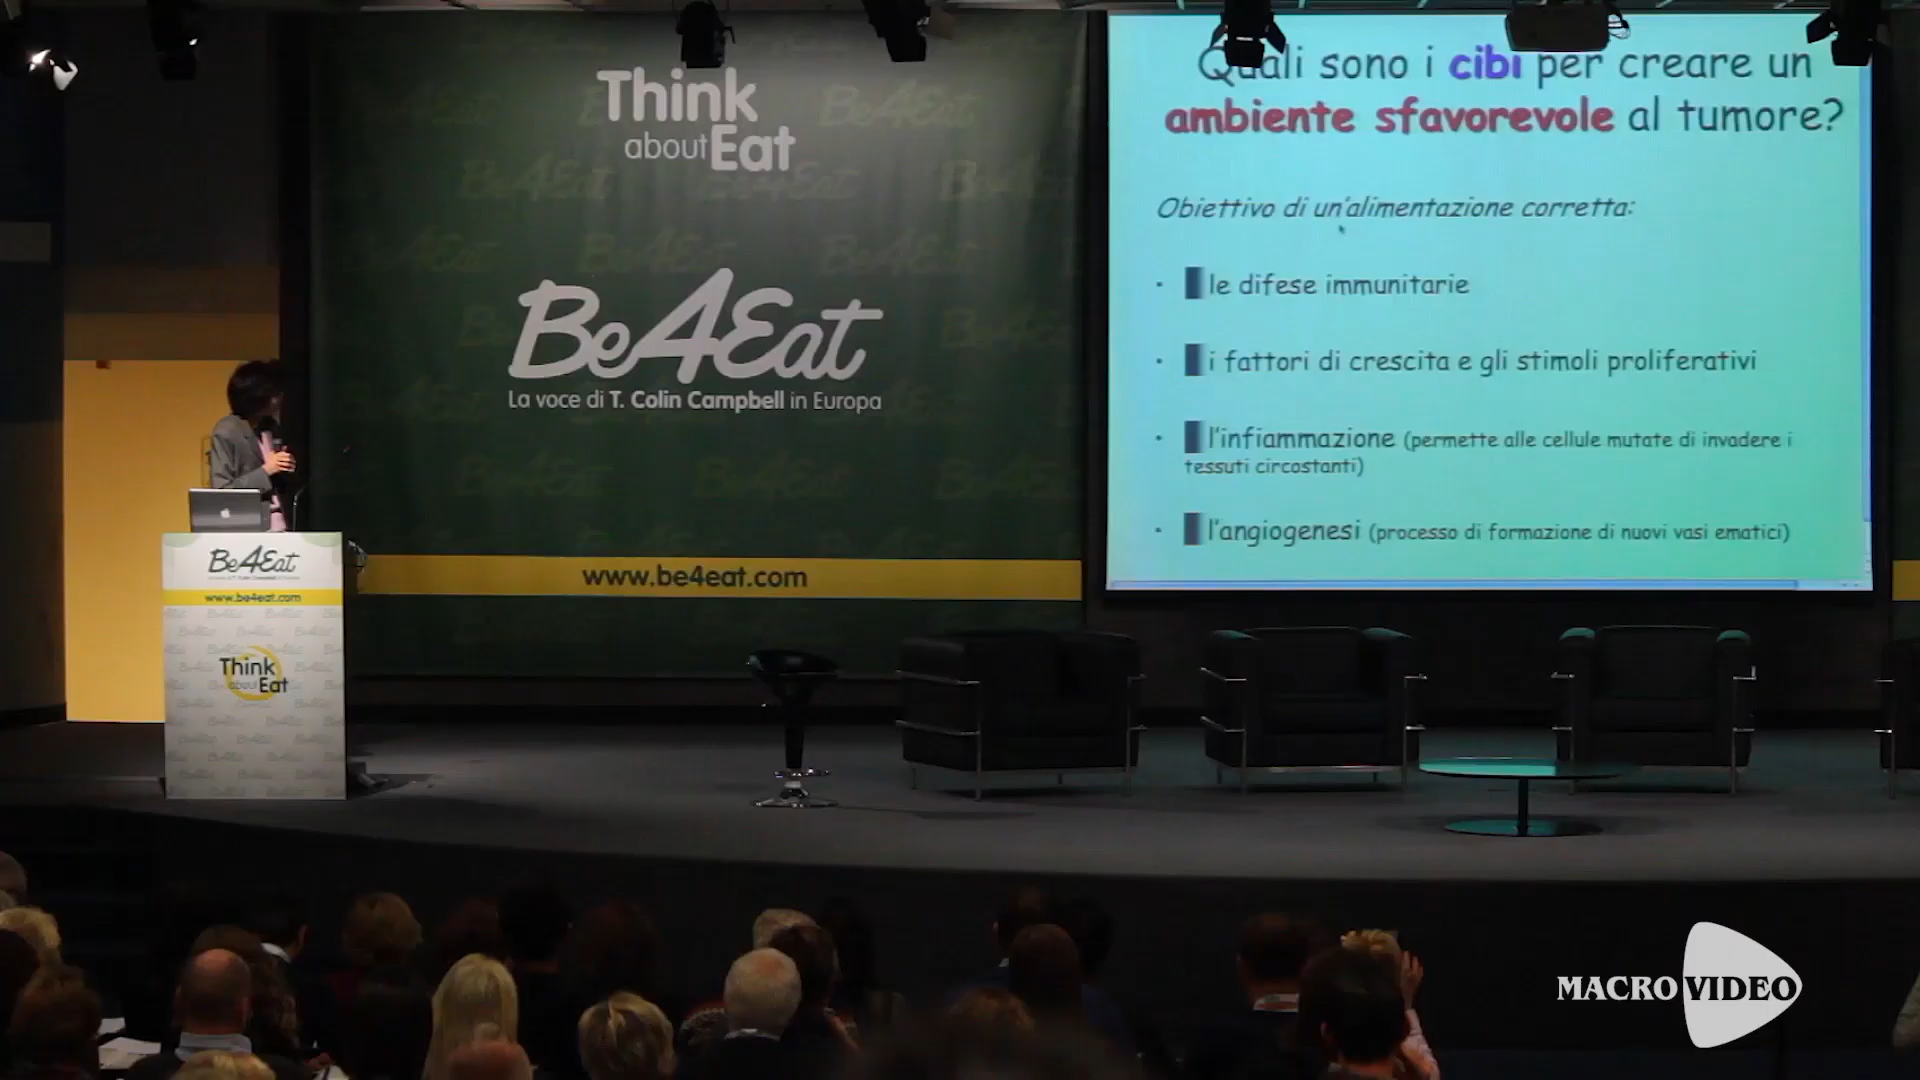 Think
about Eat
Be4Eat
La voce di T. Colin Campbell in Europa
www.be4eat.com
Quali sono i cibi per creare un
ambiente sfavorevole al tumore?
Obiettivo di un'alimentazione corretta:
• le difese immunitarie
• i fattori di crescita e gli stimoli proliferativi
• l'infiammazione (permette alle cellule mutate di invadere i
tessuti circostanti)
• l'angiogenesi (processo di formazione di nuovi vasi ematici)
Be4Eat
www.be4eat.com
Think
about Eat
MACRO VIDEO